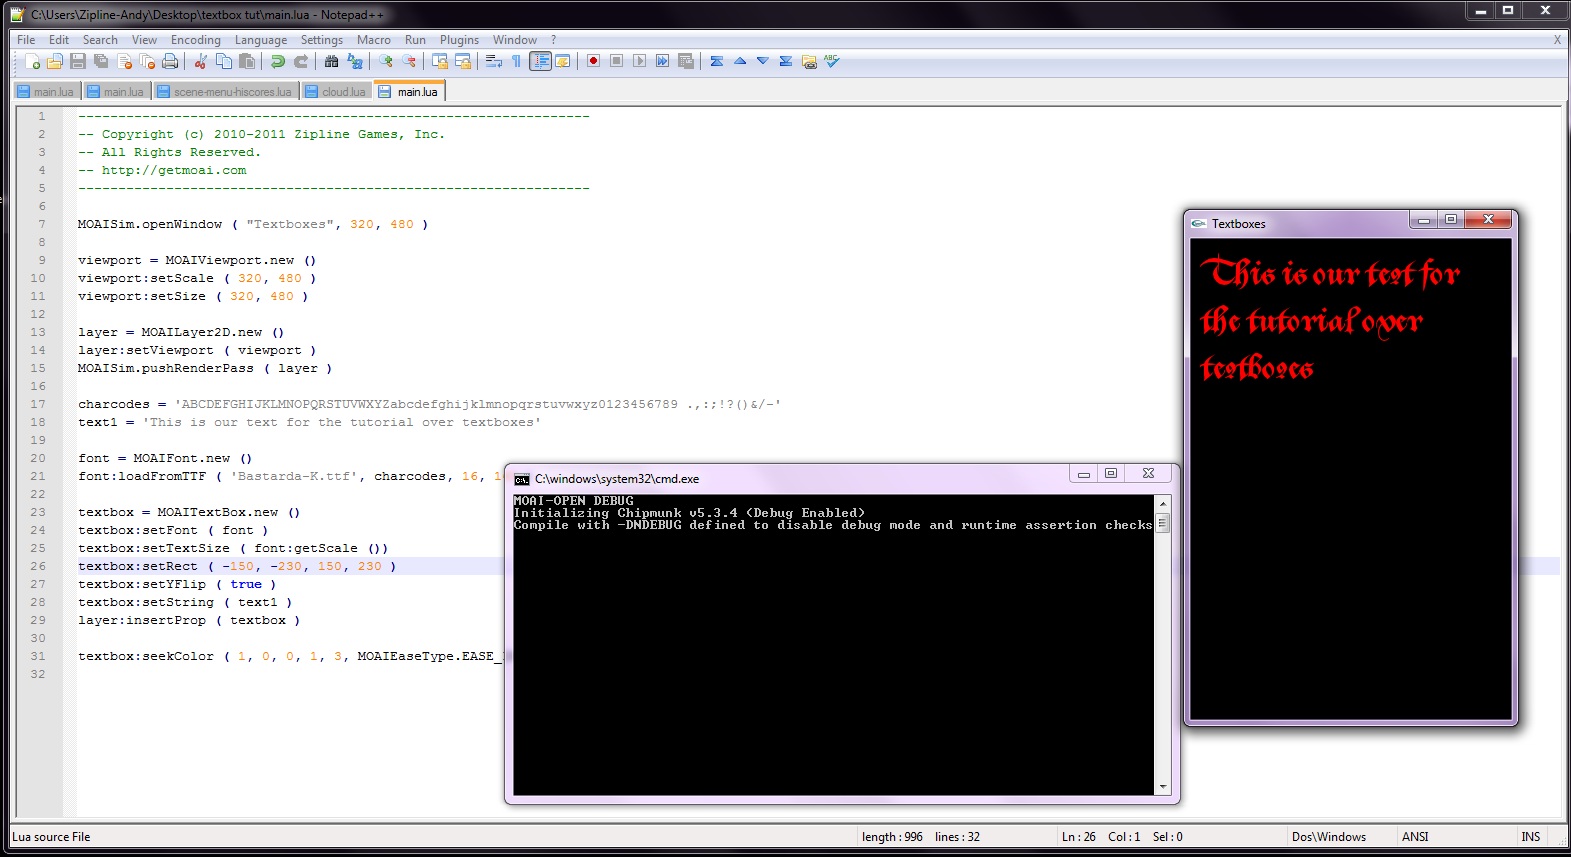 C:\Users\Zipline-Andy\Desktop\textbox tut\main.lua - Notepad++
File Edit Search View Encoding Language Settings Macro Run Plugins Window ? X
main.lua main.lua scene-menu-hiscores.lua cloud.lua main.lua
1 -----------------------------------------------------------------
2 -- Copyright (c) 2010-2011 Zipline Games, Inc.
3 -- All Rights Reserved.
4 -- http://getmoai.com
5 -----------------------------------------------------------------
6
7 MOAISim.openWindow ( "Textboxes", 320, 480 )
8
9 viewport = MOAIViewport.new ()
10 viewport:setScale ( 320, 480 )
11 viewport:setSize ( 320, 480 )
12
13 layer = MOAILayer2D.new ()
14 layer:setViewport ( viewport )
15 MOAISim.pushRenderPass ( layer )
16
17 charcodes = 'ABCDEFGHIJKLMNOPQRSTUVWXYZabcdefghijklmnopqrstuvwxyz0123456789 .,:;!?()&/-'
18 text1 = 'This is our text for the tutorial over textboxes'
19
20 font = MOAIFont.new ()
21 font:loadFromTTF ( 'Bastarda-K.ttf', charcodes, 16,
22
23 textbox = MOAITextBox.new ()
24 textbox:setFont ( font )
25 textbox:setTextSize ( font:getScale ())
26 textbox:setRect ( -150, -230, 150, 230 )
27 textbox:setYFlip ( true )
28 textbox:setString ( text1 )
29 layer:insertProp ( textbox )
30
31 textbox:seekColor ( 1, 0, 0, 1, 3, MOAIEaseType.EASE_
32
C:\windows\system32\cmd.exe
MOAI-OPEN DEBUG
Initializing Chipmunk v5.3.4 (Debug Enabled)
Compile with -DNDEBUG defined to disable debug mode and runtime assertion checks
Textboxes
This is our text for
the tutorial over
textboxes
Lua source File length : 996 lines : 32 Ln : 26 Col : 1 Sel : 0 Dos\Windows ANSI INS